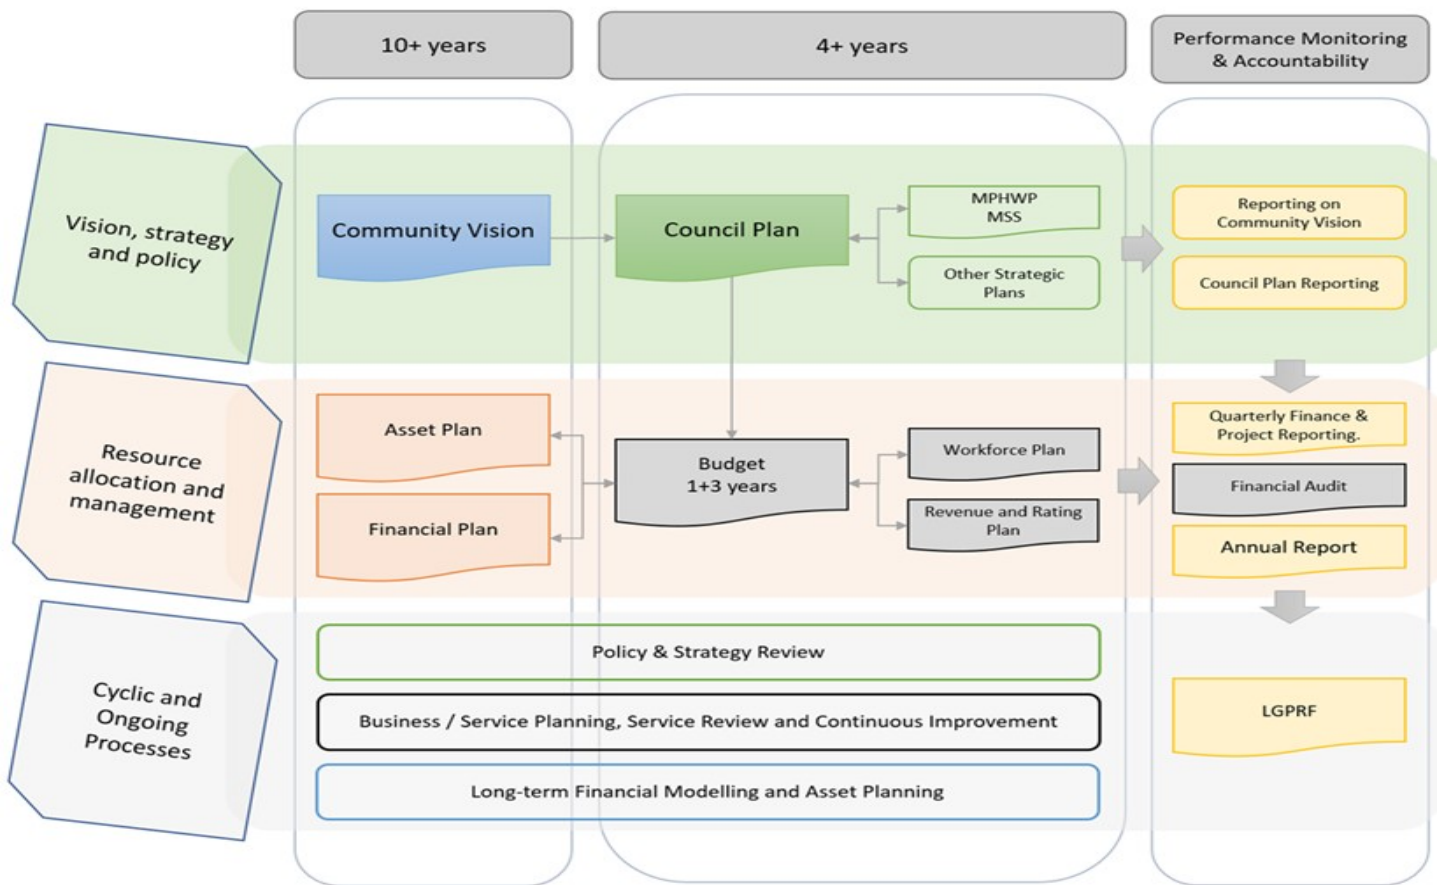 10+ years
4+ years
Performance Monitoring
& Accountability
Vision, strategy
and policy
Community Vision
Council Plan
MPHWP
MSS
Other Strategic
Plans
Reporting on
Community Vision
Council Plan Reporting
Resource
allocation and
management
Asset Plan
Financial Plan
Budget
1+3 years
Workforce Plan
Revenue and Rating
Plan
Quarterly Finance &
Project Reporting.
Financial Audit
Annual Report
Cyclic and
Ongoing
Processes
Policy & Strategy Review
Business / Service Planning, Service Review and Continuous Improvement
Long-term Financial Modelling and Asset Planning
LGPRF